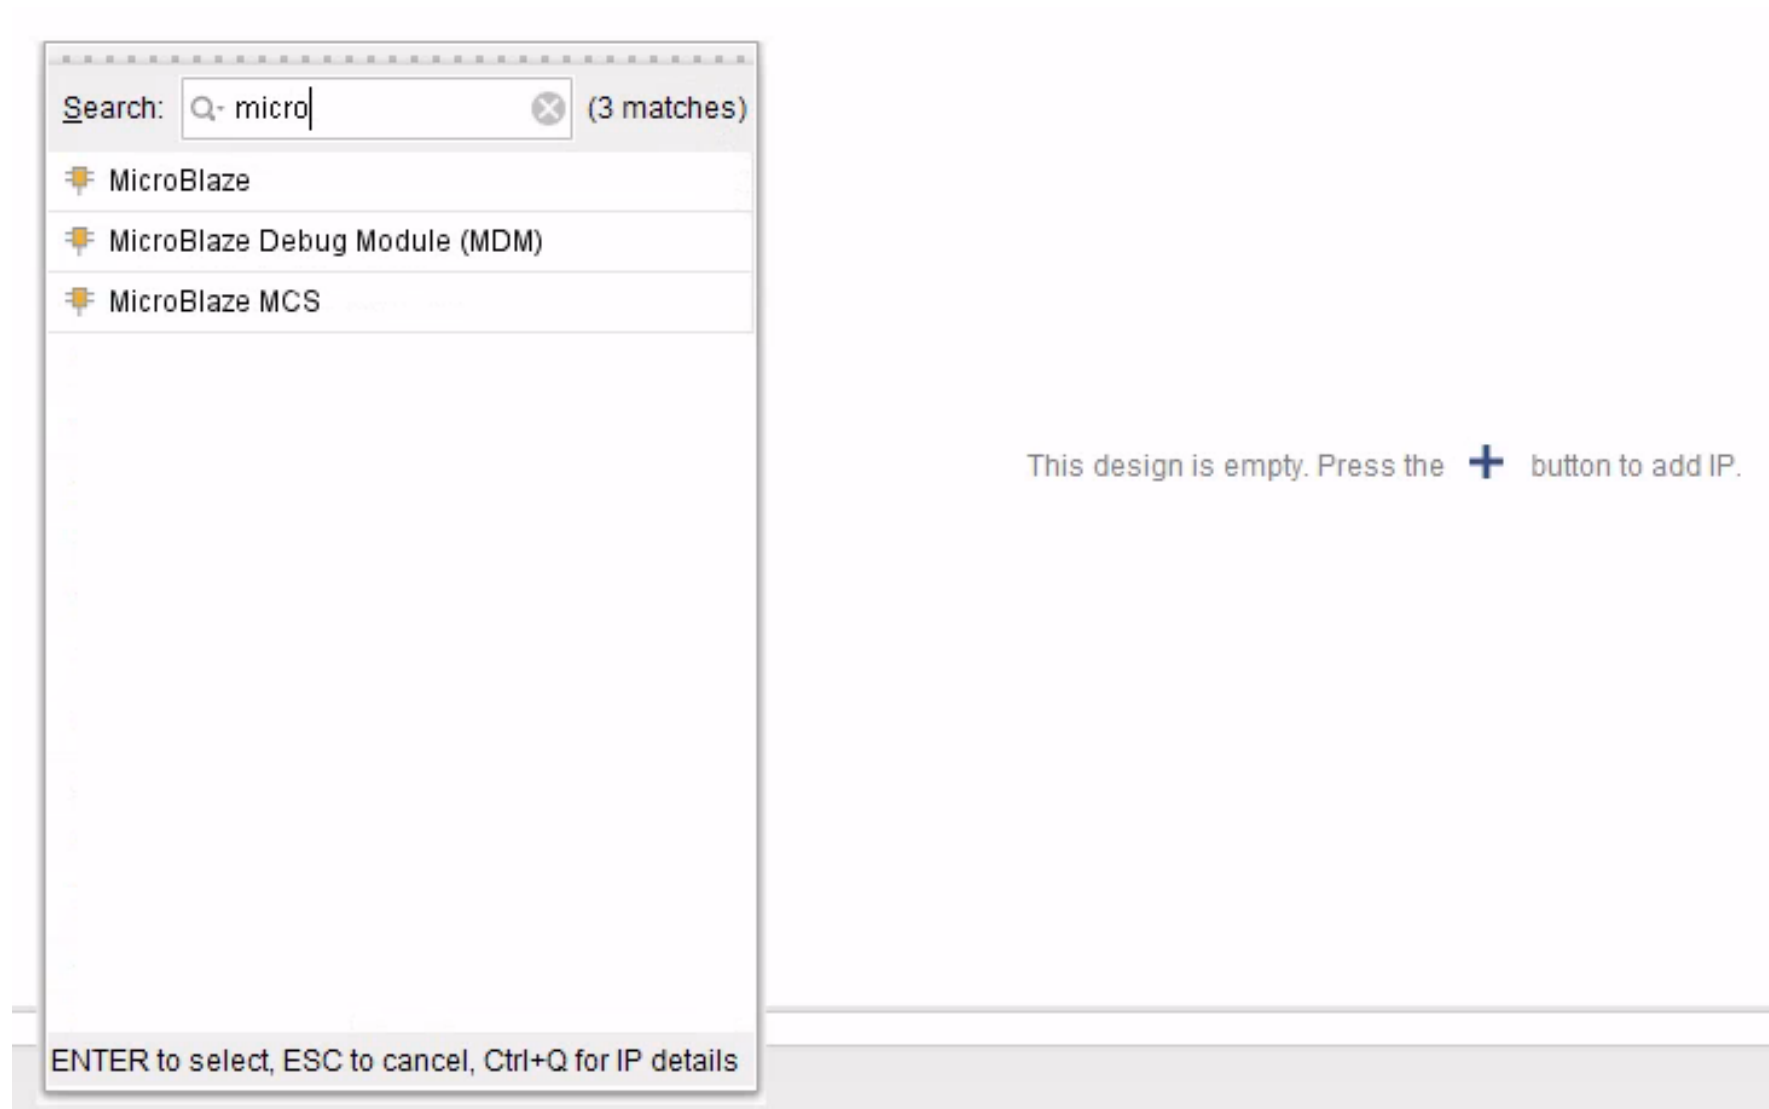 Search: micro (3 matches)
MicroBlaze
MicroBlaze Debug Module (MDM)
MicroBlaze MCS
This design is empty. Press the + button to add IP.
ENTER to select, ESC to cancel, Ctrl+Q for IP details